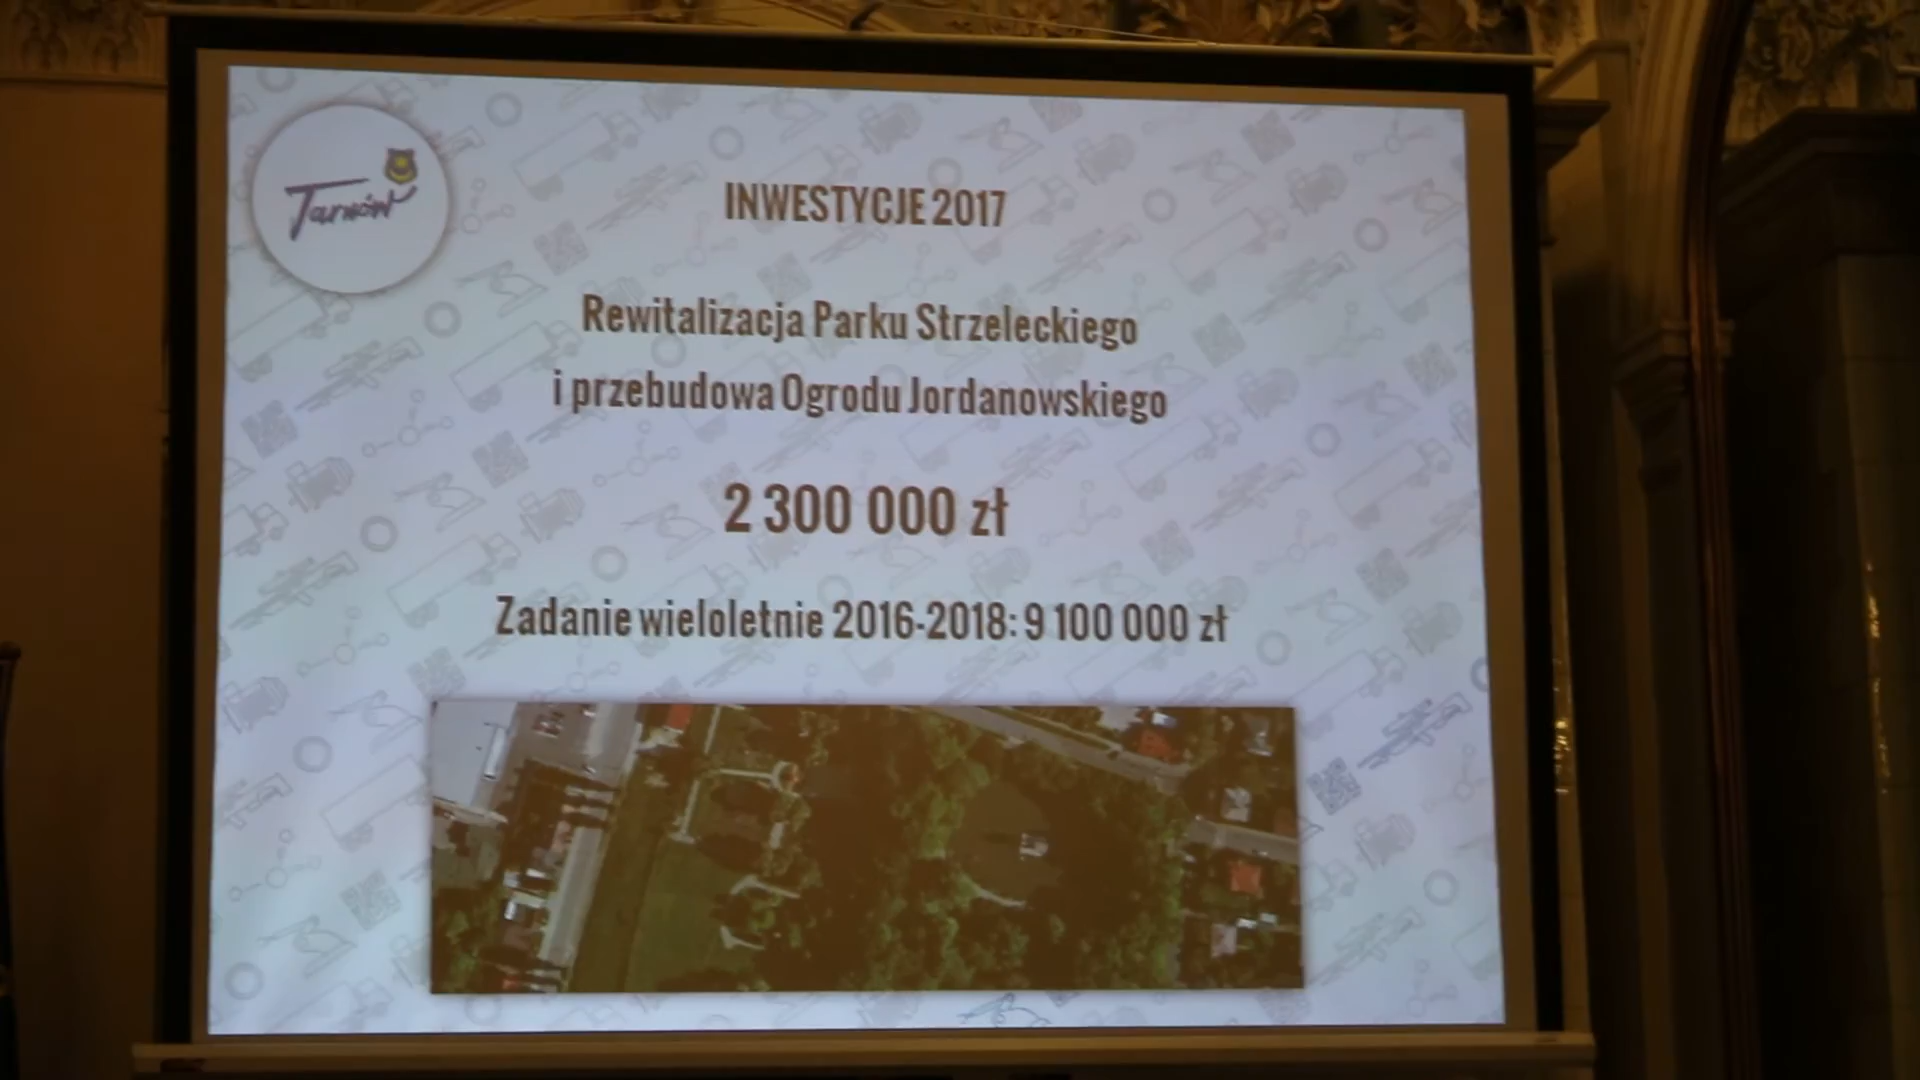 Tarnów
INWESTYCJE 2017
Rewitalizacja Parku Strzeleckiego
i przebudowa Ogrodu Jordanowskiego
2 300 000 zł
Zadanie wieloletnie 2016-2018: 9 100 000 zł